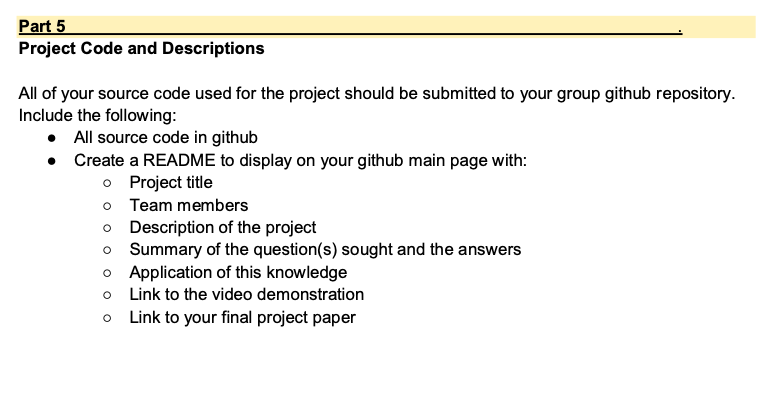 Part 5 .
Project Code and Descriptions
All of your source code used for the project should be submitted to your group github repository.
Include the following:
● All source code in github
● Create a README to display on your github main page with:
○ Project title
○ Team members
○ Description of the project
○ Summary of the question(s) sought and the answers
○ Application of this knowledge
○ Link to the video demonstration
○ Link to your final project paper